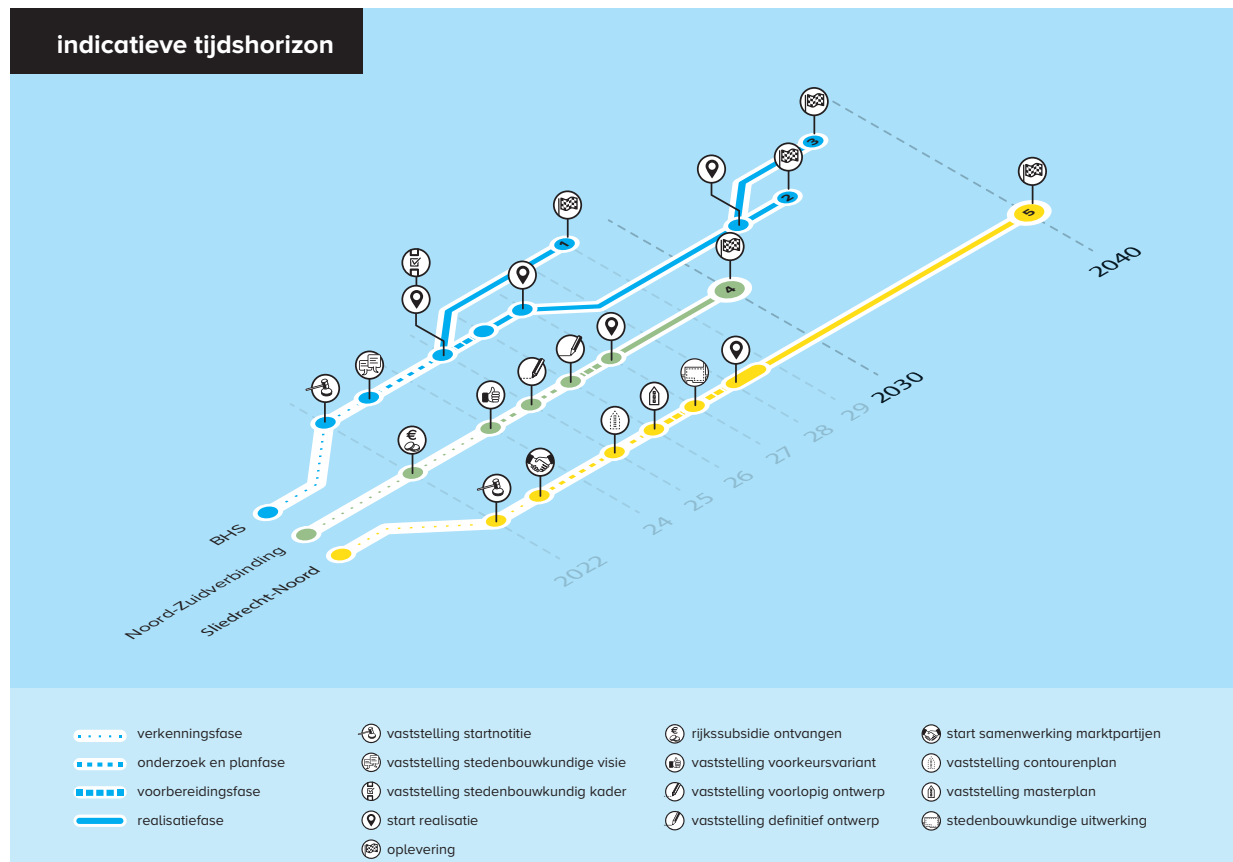 indicatieve tijdshorizon
3
2
1
5
4
2040
2030
29
28
27
26
25
24
2022
BHS
Noord-Zuidverbinding
Sliedrecht-Noord
verkenningsfase
onderzoek en planfase
voorbereidingsfase
realisatiefase
vaststelling startnotitie
vaststelling stedenbouwkundige visie
vaststelling stedenbouwkundig kader
start realisatie
oplevering
€ rijkssubsidie ontvangen
vaststelling voorkeursvariant
vaststelling voorlopig ontwerp
vaststelling definitief ontwerp
start samenwerking marktpartijen
vaststelling contourenplan
vaststelling masterplan
stedenbouwkundige uitwerking